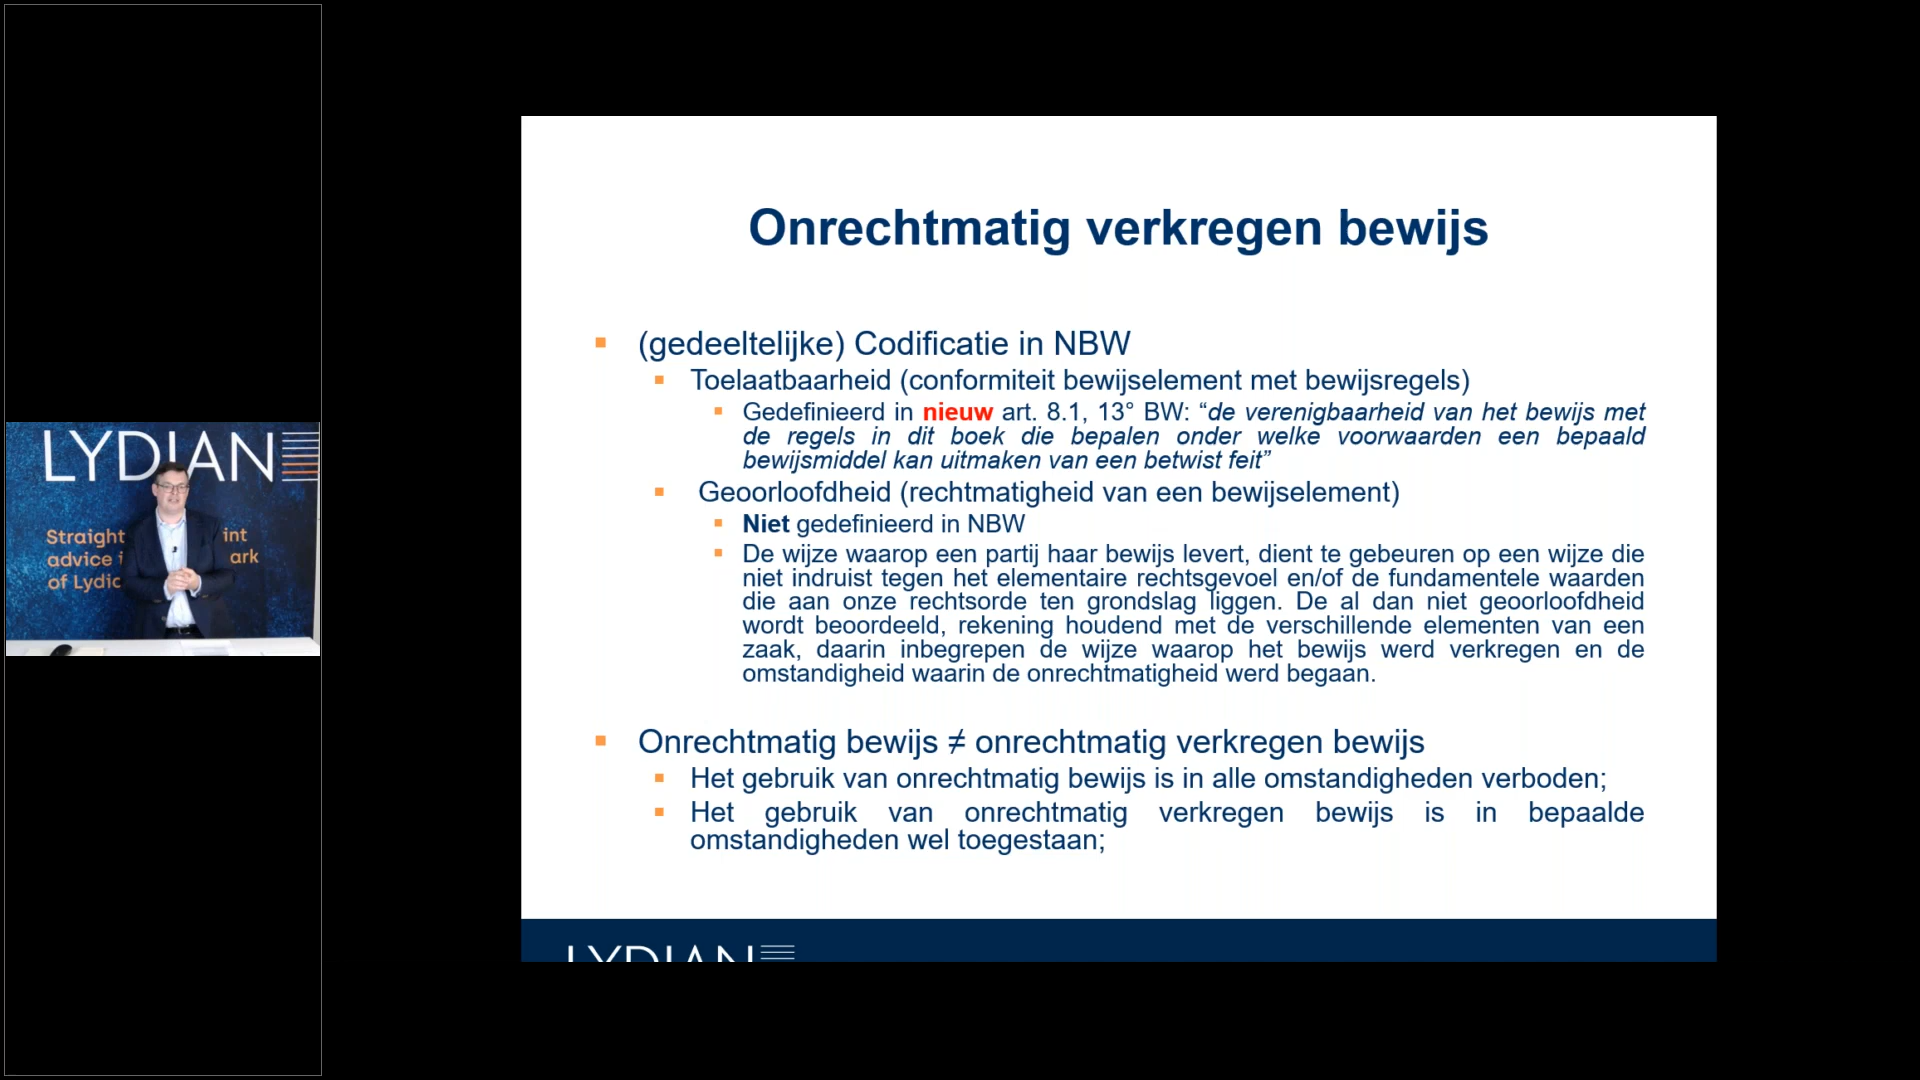 LYDIAN
Straight int
advice i ark
of Lydic
Onrechtmatig verkregen bewijs
(gedeeltelijke) Codificatie in NBW
Toelaatbaarheid (conformiteit bewijselement met bewijsregels)
Gedefinieerd in nieuw art. 8.1, 13° BW: “de verenigbaarheid van het bewijs met
de regels in dit boek die bepalen onder welke voorwaarden een bepaald
bewijsmiddel kan uitmaken van een betwist feit”
Geoorloofdheid (rechtmatigheid van een bewijselement)
Niet gedefinieerd in NBW
De wijze waarop een partij haar bewijs levert, dient te gebeuren op een wijze die
niet indruist tegen het elementaire rechtsgevoel en/of de fundamentele waarden
die aan onze rechtsorde ten grondslag liggen. De al dan niet geoorloofdheid
wordt beoordeeld, rekening houdend met de verschillende elementen van een
zaak, daarin inbegrepen de wijze waarop het bewijs werd verkregen en de
omstandigheid waarin de onrechtmatigheid werd begaan.
Onrechtmatig bewijs ≠ onrechtmatig verkregen bewijs
Het gebruik van onrechtmatig bewijs is in alle omstandigheden verboden;
Het gebruik van onrechtmatig verkregen bewijs is in bepaalde
omstandigheden wel toegestaan;
LYDIAN